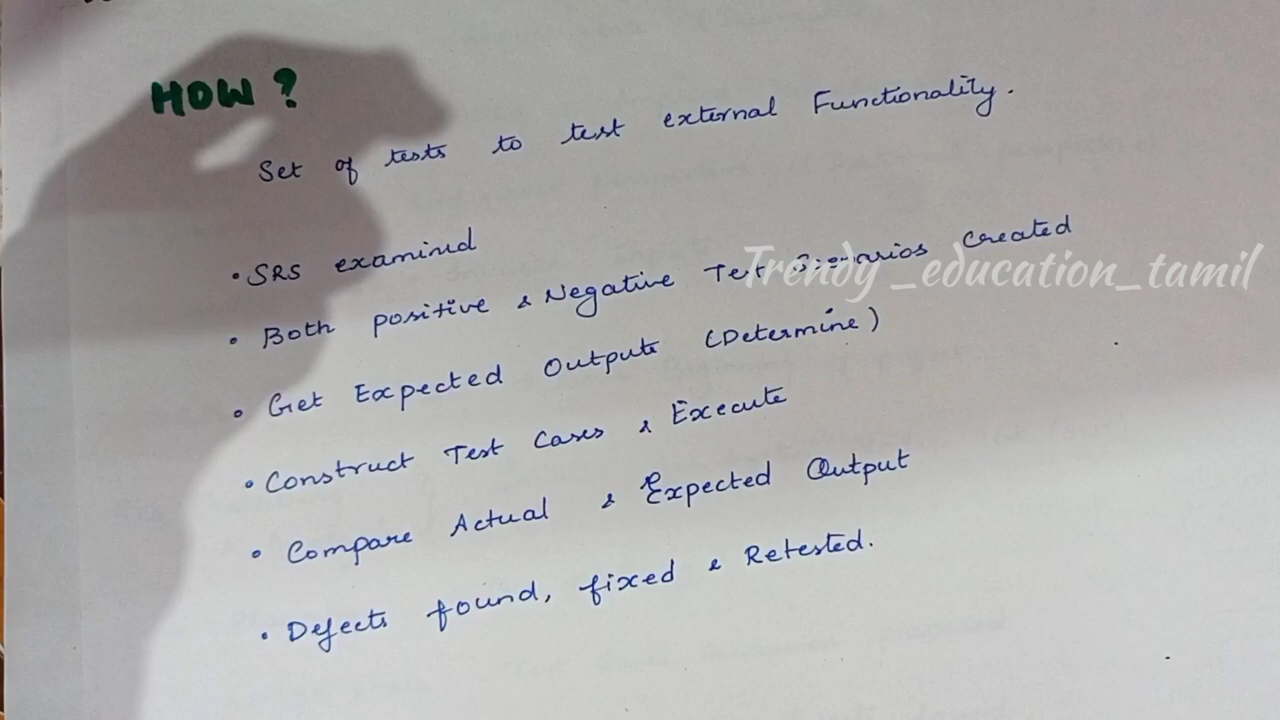 HOW ?
Set of tests to test external Functionality.
• SRS examined
• Both positive & Negative Test Scenarios created
Trendy_education_tamil
• Get Expected Outputs (Determine)
• Construct Test Cases & Execute
• Compare Actual & Expected Output
• Defects found, fixed & Retested.